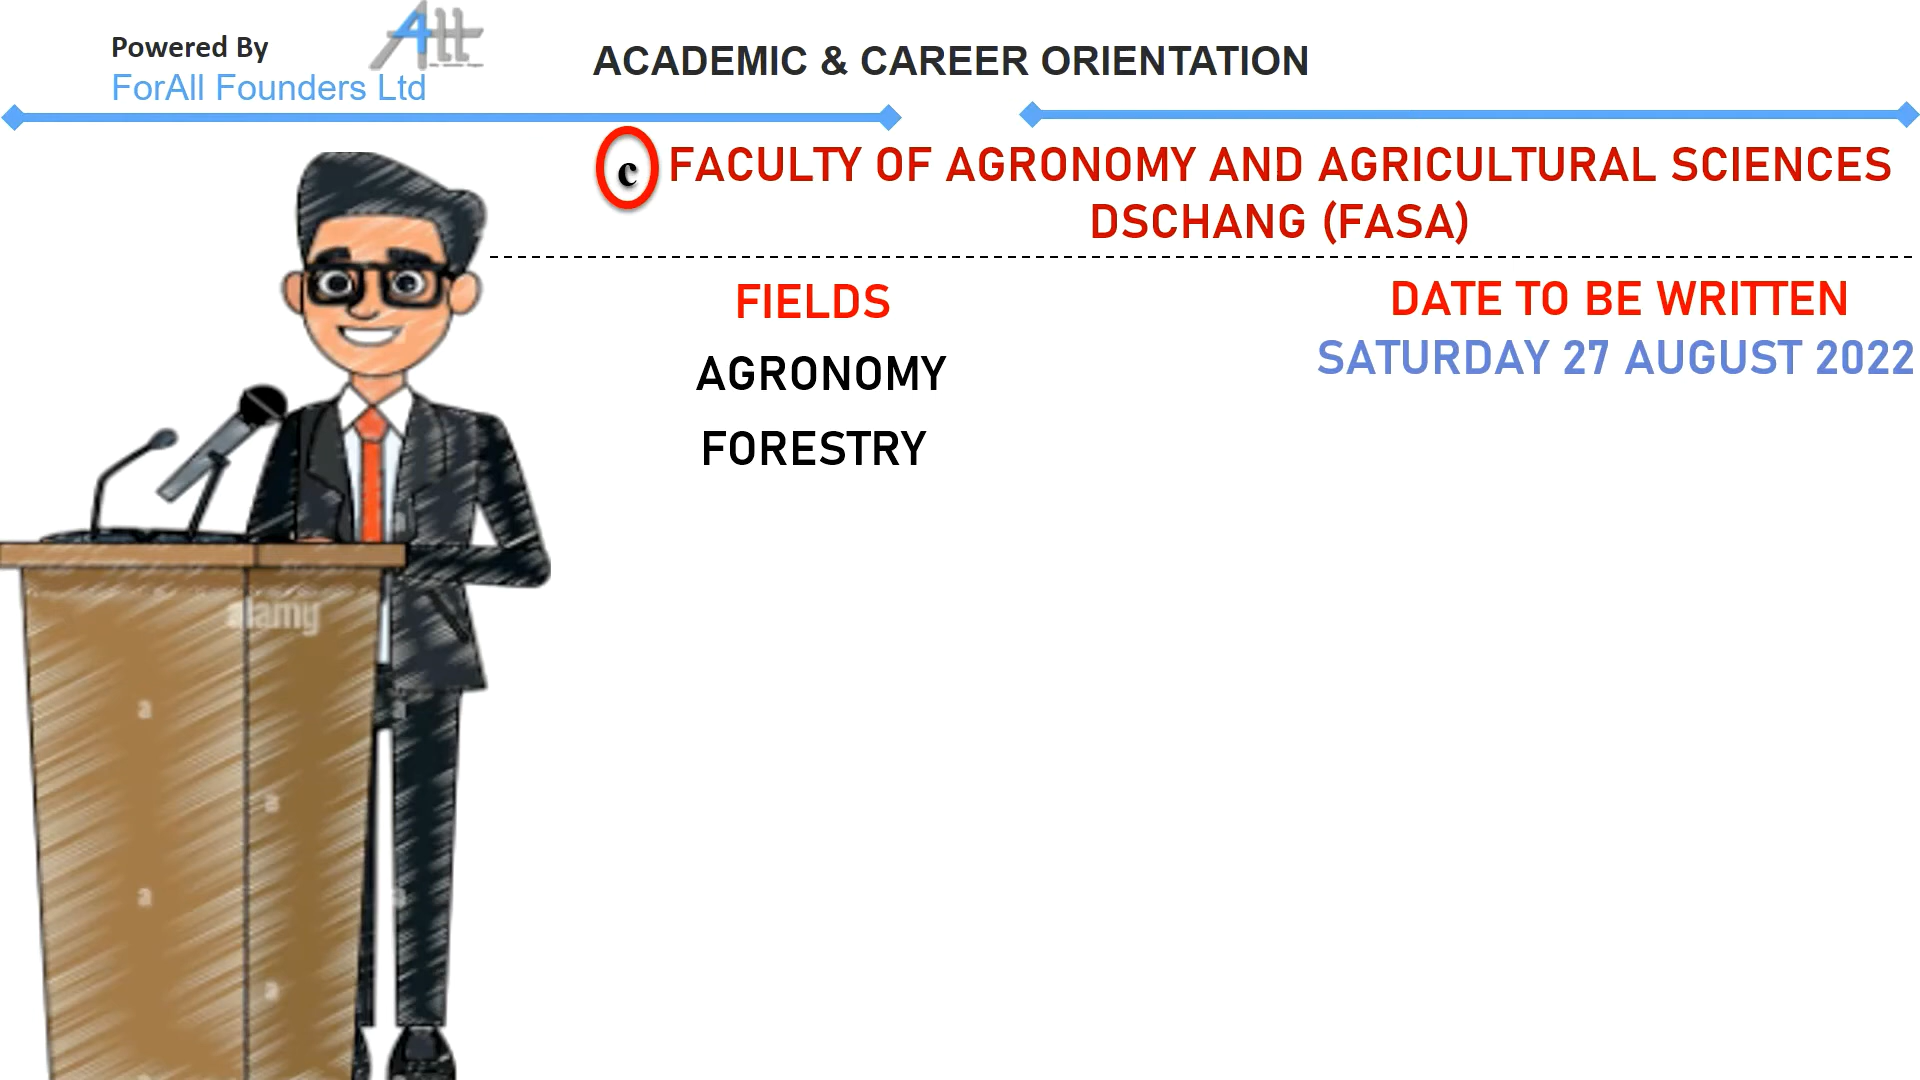 Powered By
ForAll Founders Ltd
ACADEMIC & CAREER ORIENTATION
c FACULTY OF AGRONOMY AND AGRICULTURAL SCIENCES
DSCHANG (FASA)
FIELDS
DATE TO BE WRITTEN
SATURDAY 27 AUGUST 2022
AGRONOMY
FORESTRY
alamy
a
a
a
a